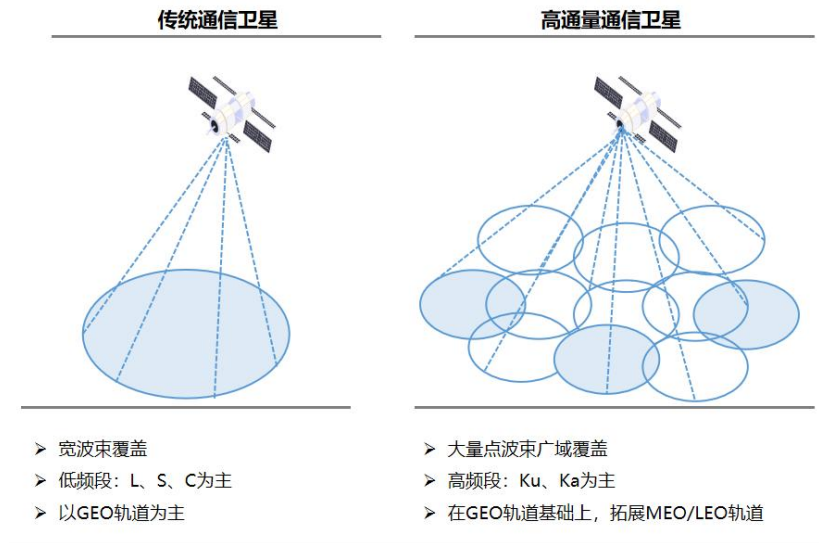 传统通信卫星
高通量通信卫星
宽波束覆盖
低频段：L、S、C为主
以GEO轨道为主
大量点波束广域覆盖
高频段：Ku、Ka为主
在GEO轨道基础上，拓展MEO/LEO轨道